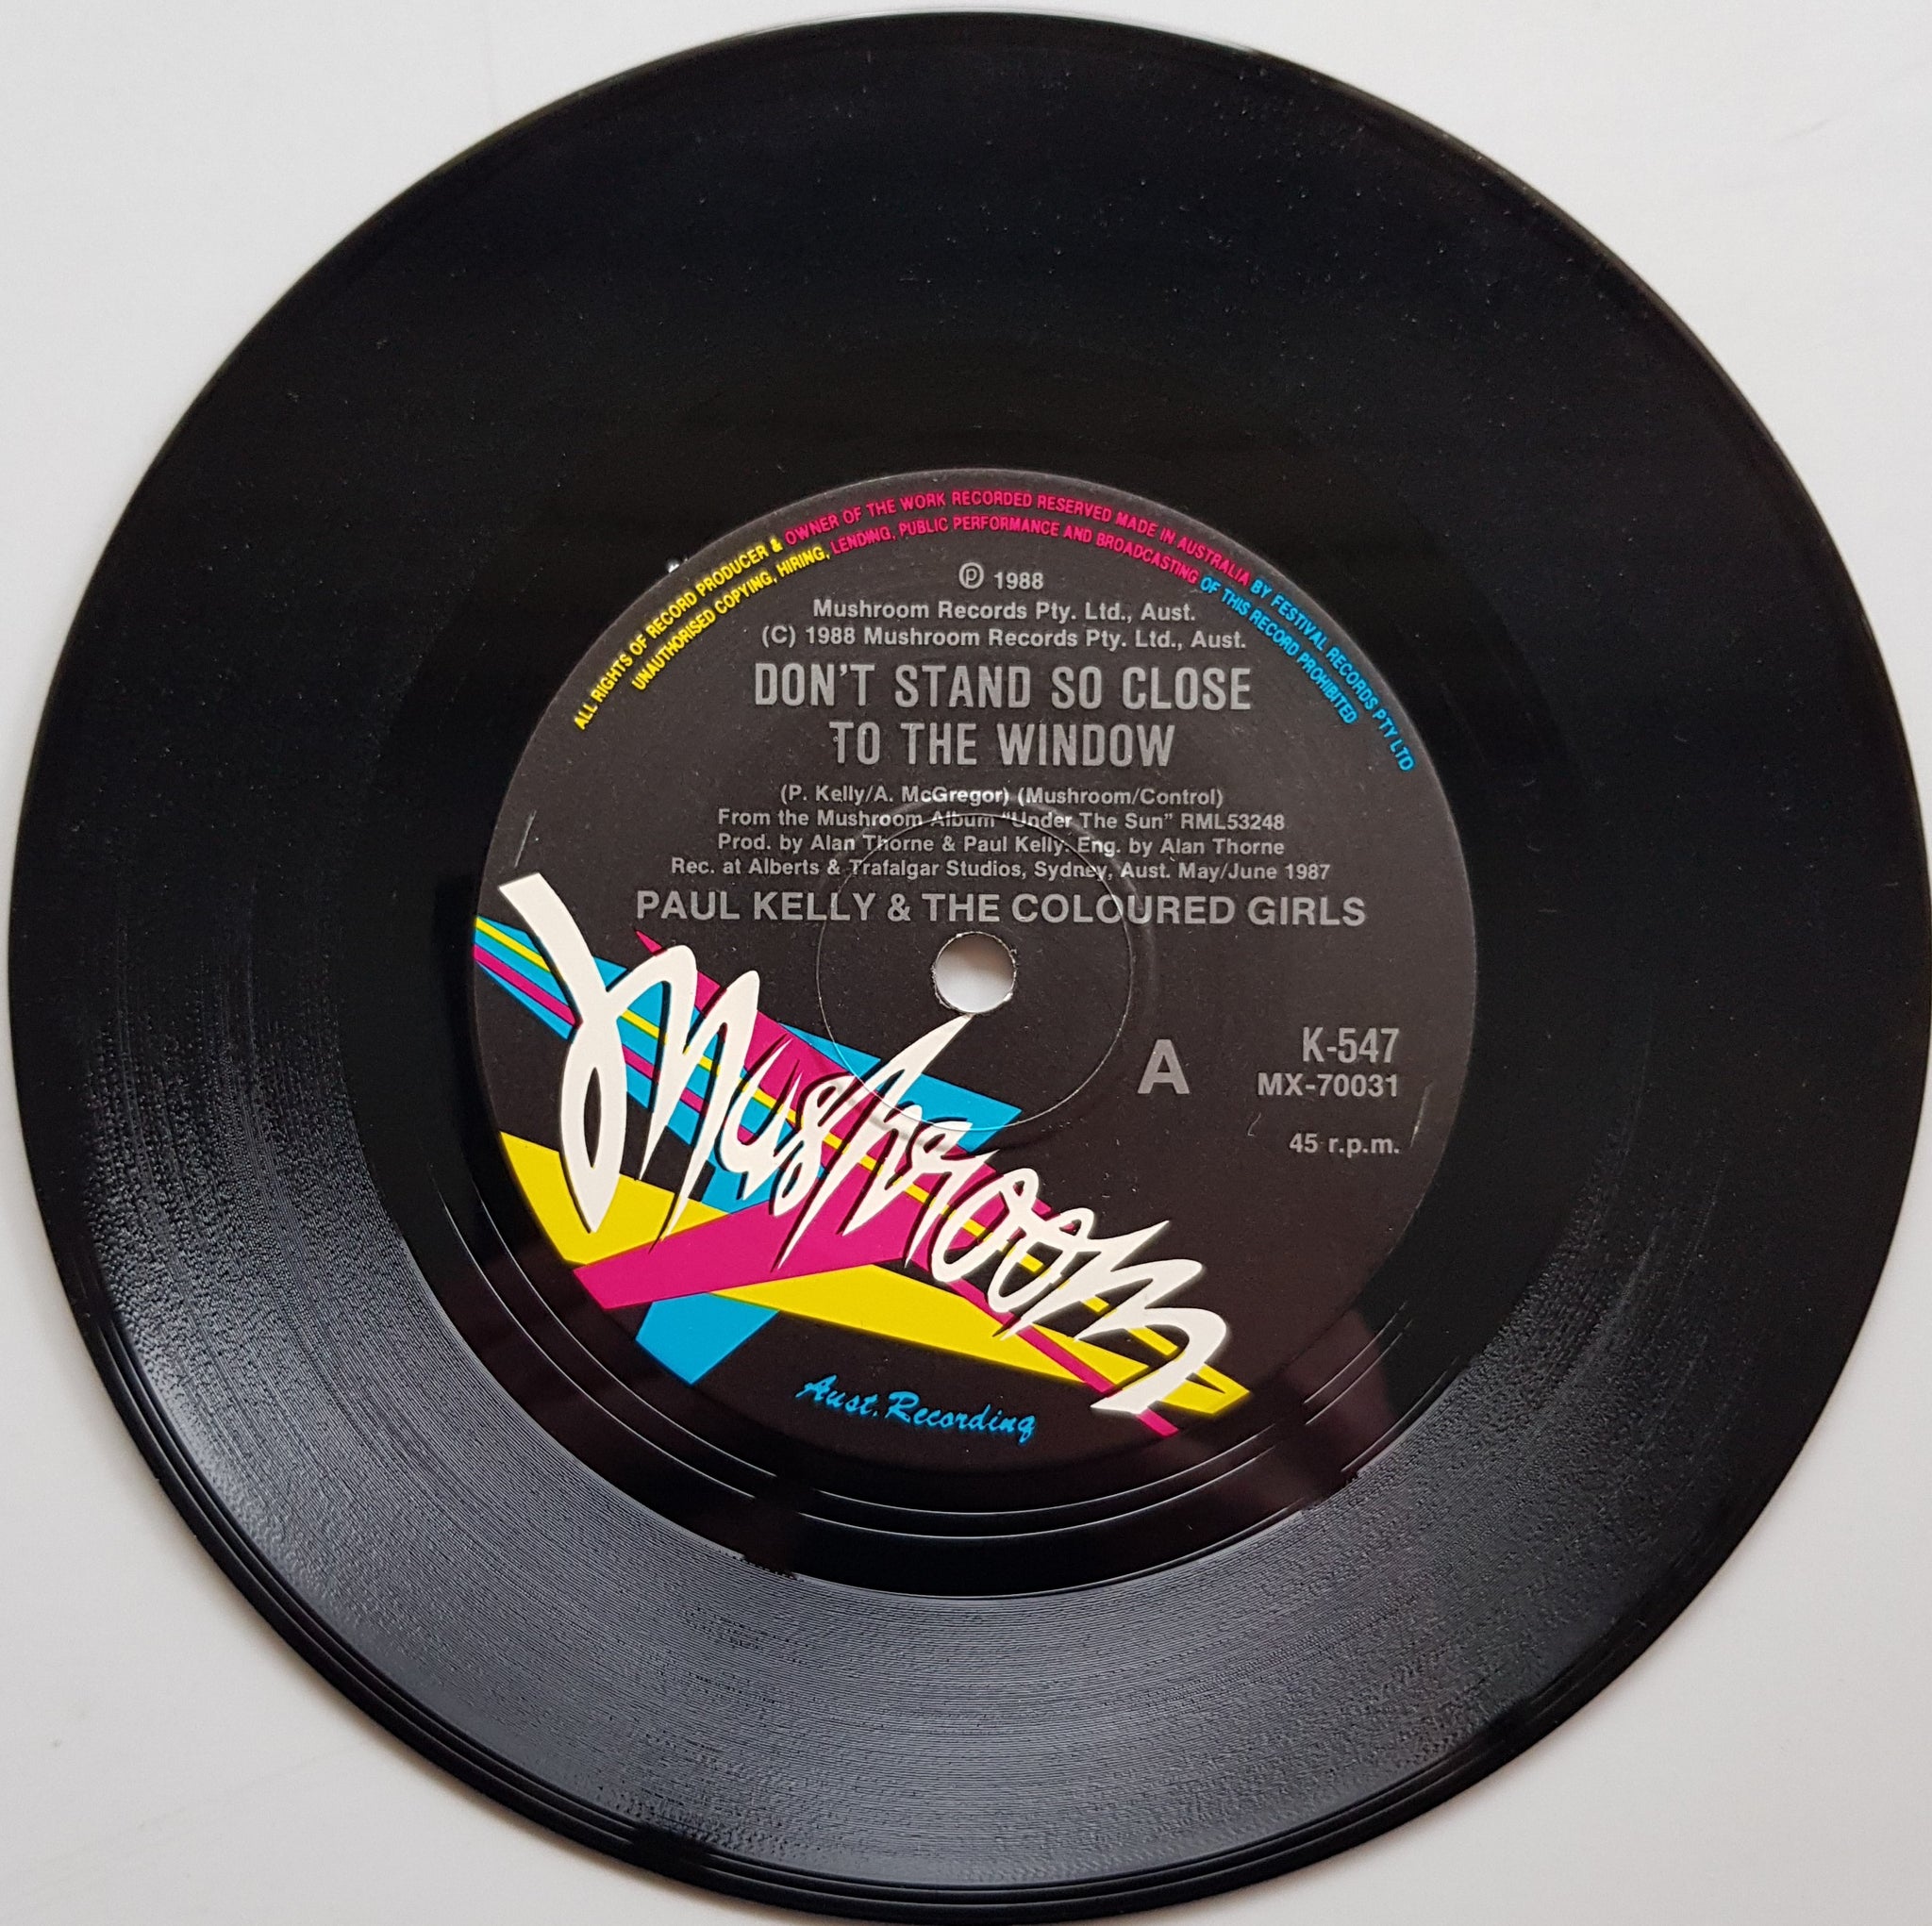 ALL RIGHTS OF RECORD PRODUCER & OWNER OF THE WORK RECORDED RESERVED MADE IN AUSTRALIA BY FESTIVAL RECORDS PTY LTD
UNAUTHORISED COPYING, HIRING, LENDING, PUBLIC PERFORMANCE AND BROADCASTING OF THIS RECORD PROHIBITED
℗ 1988
Mushroom Records Pty. Ltd., Aust.
(C) 1988 Mushroom Records Pty. Ltd., Aust.
DON'T STAND SO CLOSE
TO THE WINDOW
(P. Kelly/A. McGregor) (Mushroom/Control)
From the Mushroom Album "Under The Sun" RML53248
Prod. by Alan Thorne & Paul Kelly. Eng. by Alan Thorne
Rec. at Alberts & Trafalgar Studios, Sydney, Aust. May/June 1987
PAUL KELLY & THE COLOURED GIRLS
A
K-547
MX-70031
45 r.p.m.
Mushroom
Aust. Recording